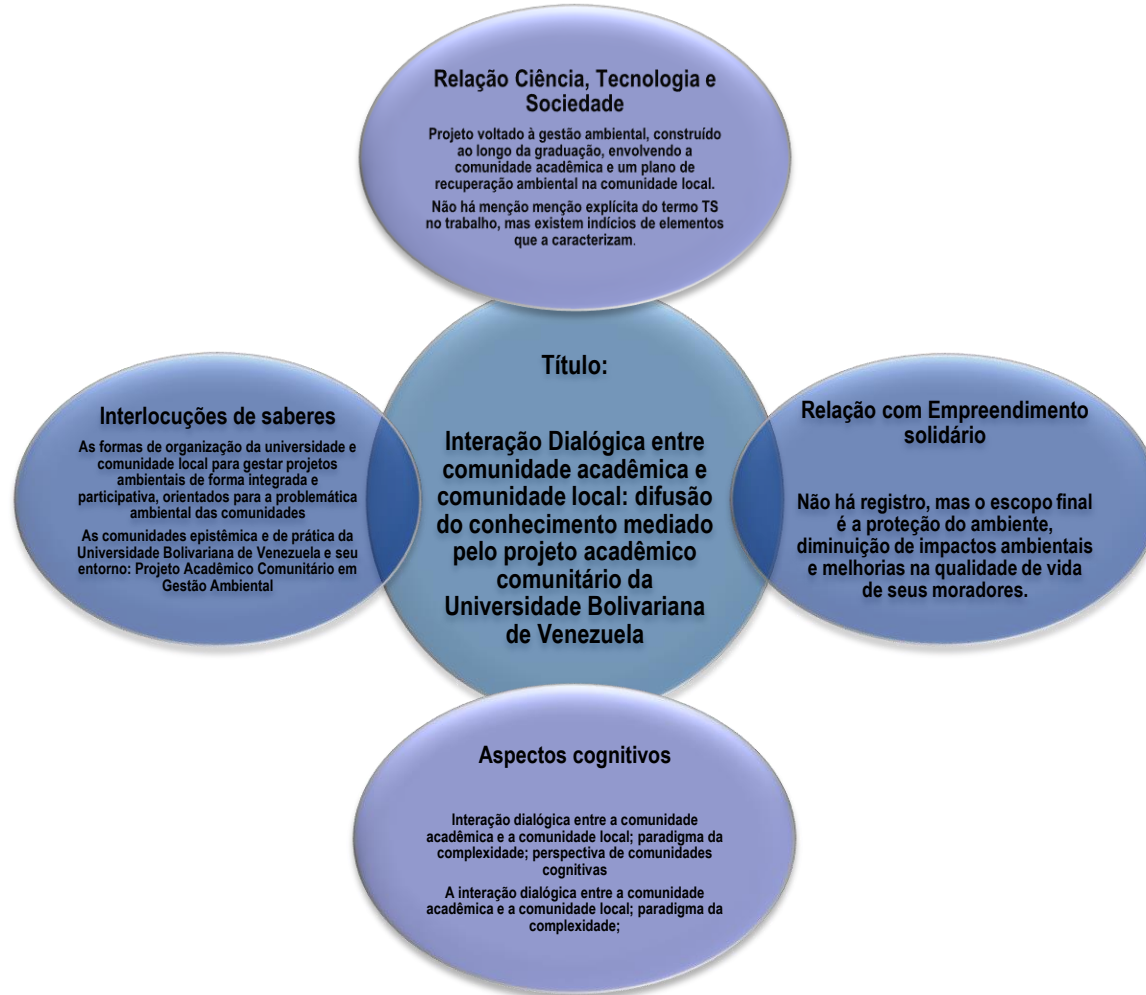 Relação Ciência, Tecnologia e
Sociedade
Projeto voltado à gestão ambiental, construído
ao longo da graduação, envolvendo a
comunidade acadêmica e um plano de
recuperação ambiental na comunidade local.
Não há menção menção explícita do termo TS
no trabalho, mas existem indícios de elementos
que a caracterizam.
Interlocuções de saberes
As formas de organização da universidade e
comunidade local para gestar projetos
ambientais de forma integrada e
participativa, orientados para a problemática
ambiental das comunidades
As comunidades epistêmica e de prática da
Universidade Bolivariana de Venezuela e seu
entorno: Projeto Acadêmico Comunitário em
Gestão Ambiental
Título:
Interação Dialógica entre
comunidade acadêmica e
comunidade local: difusão
do conhecimento mediado
pelo projeto acadêmico
comunitário da
Universidade Bolivariana
de Venezuela
Relação com Empreendimento
solidário
Não há registro, mas o escopo final
é a proteção do ambiente,
diminuição de impactos ambientais
e melhorias na qualidade de vida
de seus moradores.
Aspectos cognitivos
Interação dialógica entre a comunidade
acadêmica e a comunidade local; paradigma da
complexidade; perspectiva de comunidades
cognitivas
A interação dialógica entre a comunidade
acadêmica e a comunidade local; paradigma da
complexidade;